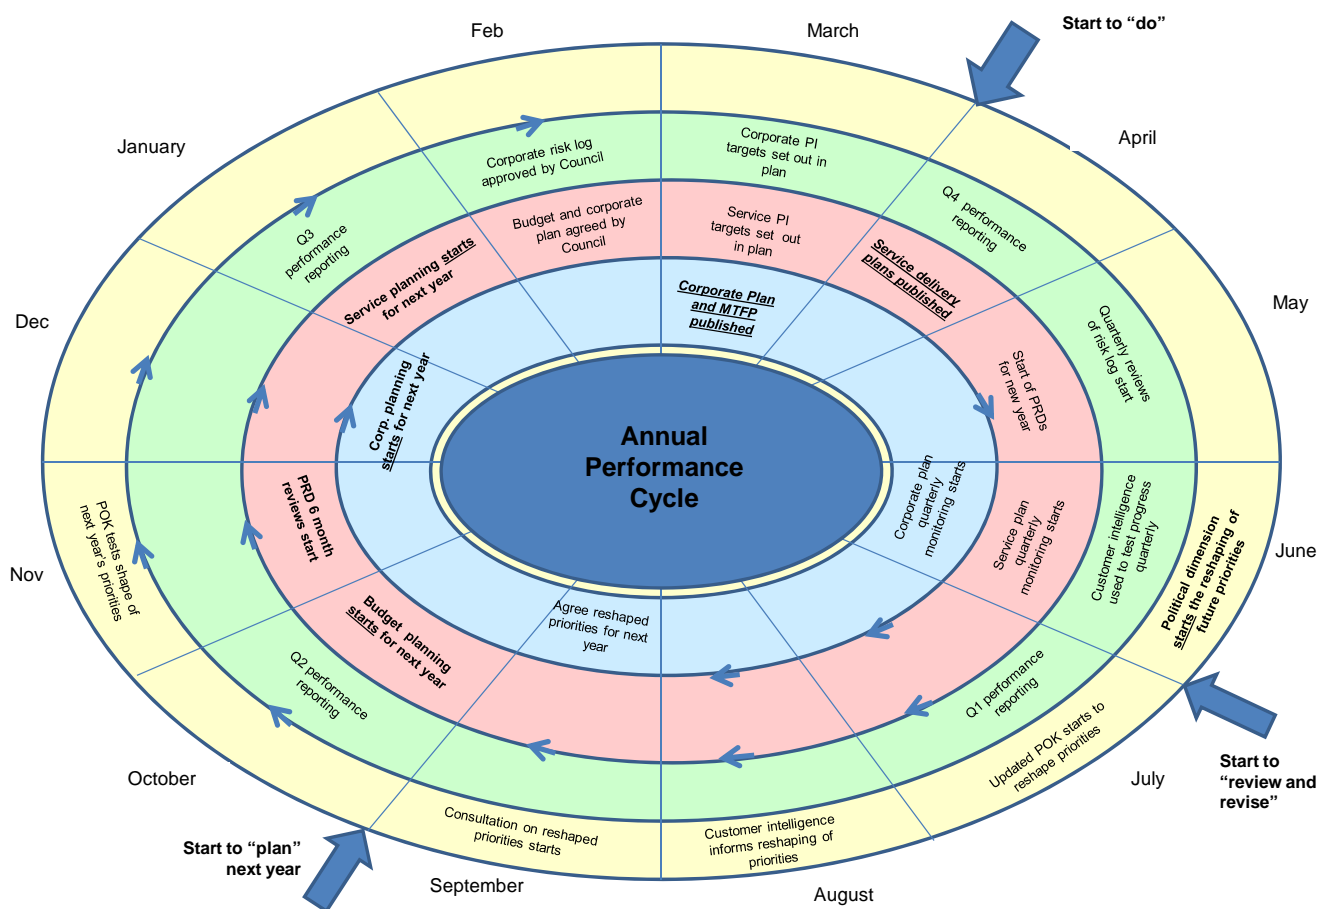 Feb
March
Start to “do”
January
April
Corporate risk log
approved by Council
Corporate PI
targets set out in
plan
Q4 performance
reporting
Q3
performance
reporting
Budget and corporate
plan agreed by
Council
Service PI
targets set out
in plan
Service planning starts
for next year
Service delivery
plans published
Corporate Plan
and MTFP
published
May
Dec
Quarterly reviews
of risk log start
Start of PRDs
for new year
Corp. planning
starts for next year
Annual
Performance
Cycle
POK tests shape of
next year's priorities
PRD 6 month
reviews start
Corporate plan
quarterly
monitoring starts
Service plan
quarterly
monitoring starts
Customer intelligence
used to test progress
quarterly
Political dimension
starts the reshaping of
future priorities
June
Nov
Agree reshaped
priorities for next
year
Budget planning
starts for next year
Q2 performance
reporting
Q1 performance
reporting
Updated POK starts to
reshape priorities
Start to
“review and
revise”
July
October
Consultation on reshaped
priorities starts
Customer intelligence
informs reshaping of
priorities
Start to “plan”
next year
September
August